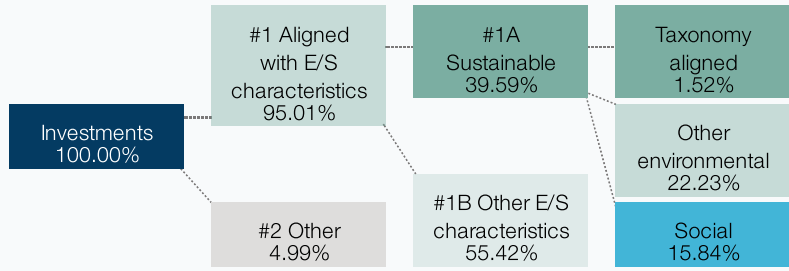 Investments
100.00%
#1 Aligned
with E/S
characteristics
95.01%
#2 Other
4.99%
#1A
Sustainable
39.59%
#1B Other E/S
characteristics
55.42%
Taxonomy
aligned
1.52%
Other
environmental
22.23%
Social
15.84%